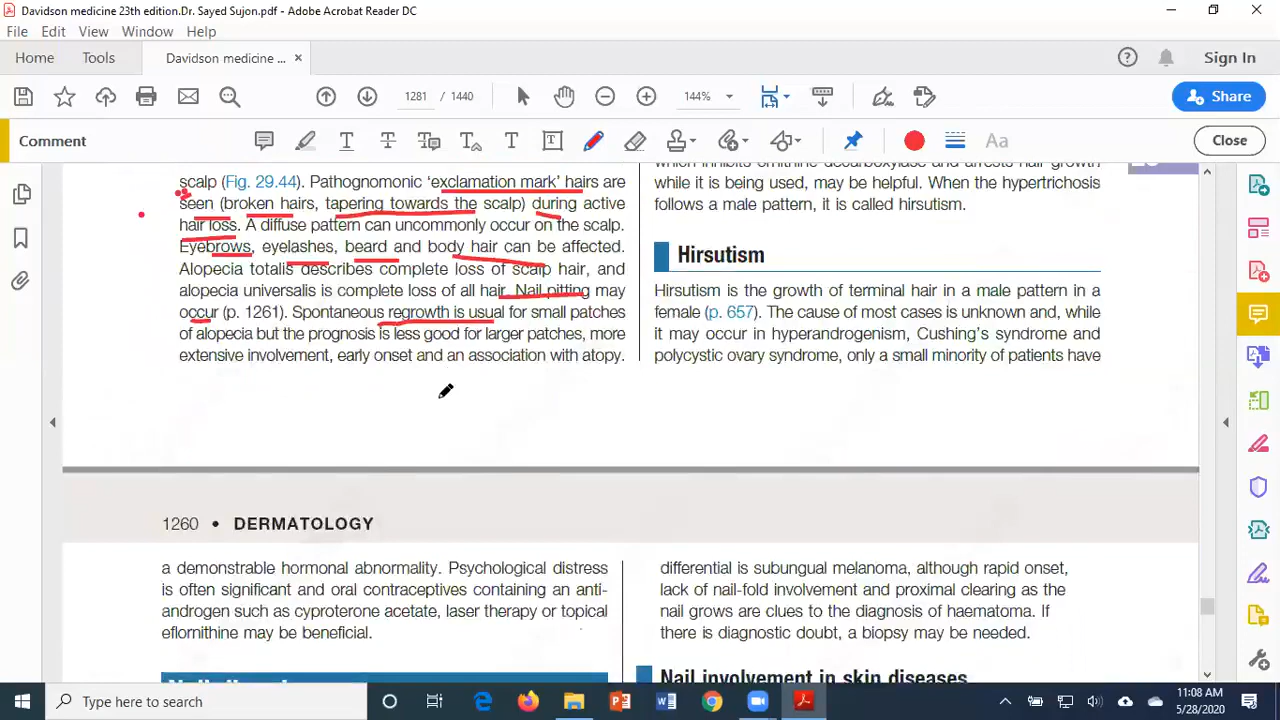 Davidson medicine 23th edition.Dr. Sayed Sujon.pdf - Adobe Acrobat Reader DC
File Edit View Window Help
Home Tools Davidson medicine ... × Sign In
1281 / 1440 144% Share
Comment Close
scalp (Fig. 29.44). Pathognomonic ‘exclamation mark’ hairs are
seen (broken hairs, tapering towards the scalp) during active
hair loss. A diffuse pattern can uncommonly occur on the scalp.
Eyebrows, eyelashes, beard and body hair can be affected.
Alopecia totalis describes complete loss of scalp hair, and
alopecia universalis is complete loss of all hair. Nail pitting may
occur (p. 1261). Spontaneous regrowth is usual for small patches
of alopecia but the prognosis is less good for larger patches, more
extensive involvement, early onset and an association with atopy.
which inhibits ornithine decarboxylase and arrests hair growth
while it is being used, may be helpful. When the hypertrichosis
follows a male pattern, it is called hirsutism.
Hirsutism
Hirsutism is the growth of terminal hair in a male pattern in a
female (p. 657). The cause of most cases is unknown and, while
it may occur in hyperandrogenism, Cushing’s syndrome and
polycystic ovary syndrome, only a small minority of patients have
1260 • DERMATOLOGY
a demonstrable hormonal abnormality. Psychological distress
is often significant and oral contraceptives containing an anti-
androgen such as cyproterone acetate, laser therapy or topical
eflornithine may be beneficial.
differential is subungual melanoma, although rapid onset,
lack of nail-fold involvement and proximal clearing as the
nail grows are clues to the diagnosis of haematoma. If
there is diagnostic doubt, a biopsy may be needed.
Nail involvement in skin diseases
Type here to search
11:08 AM
5/28/2020